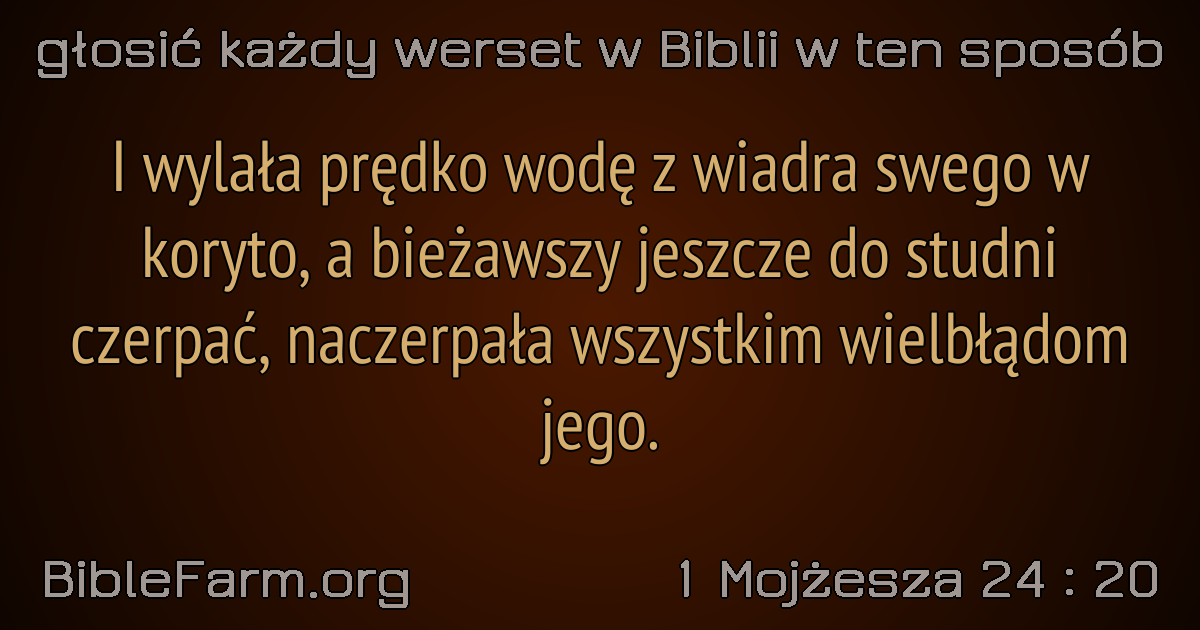 głosić każdy werset w Biblii w ten sposób
I wylała prędko wodę z wiadra swego w
koryto, a bieżawszy jeszcze do studni
czerpać, naczerpała wszystkim wielbłądom
jego.
BibleFarm.org
1 Mojżesza 24 : 20